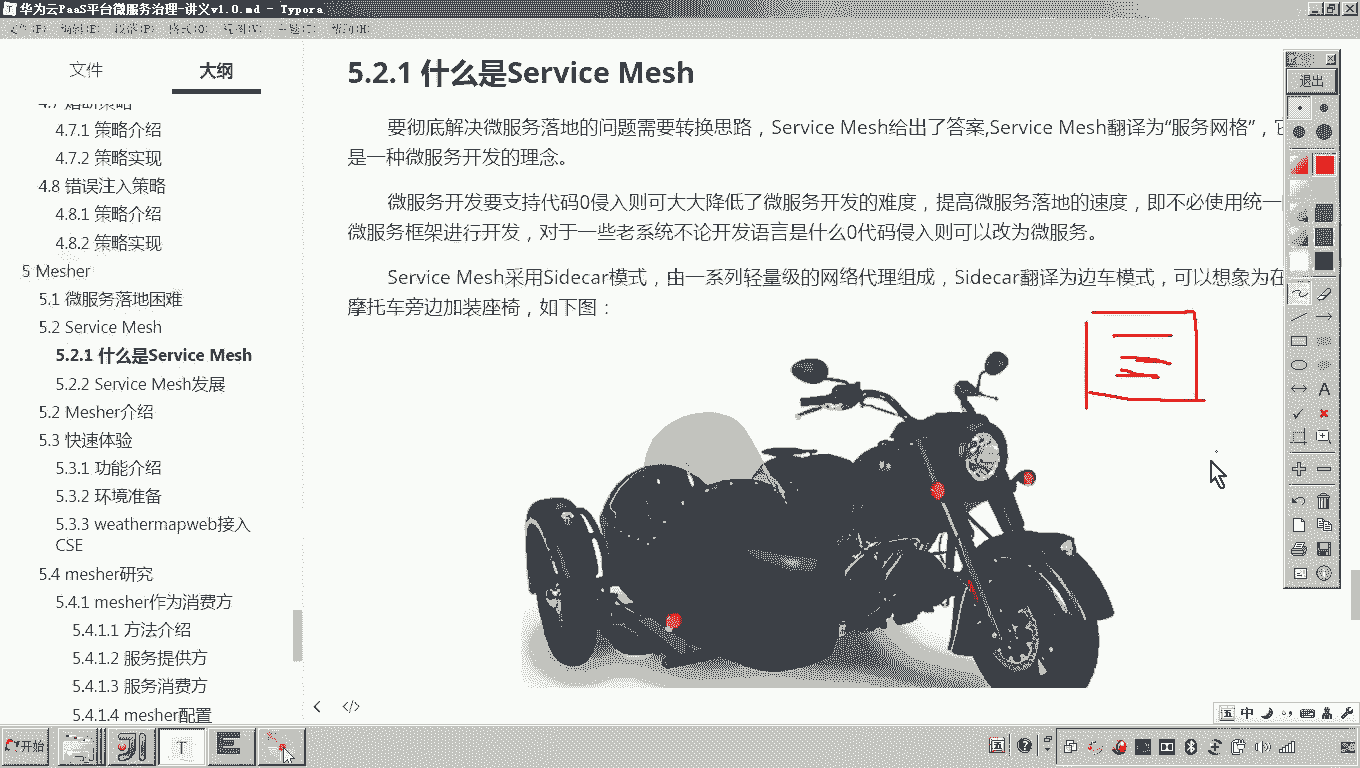 华为云PaaS平台微服务治理-讲义v1.0.md - Typora
文件(F) 编辑(E) 段落(P) 格式(O) 视图(V) 主题(T) 帮助(H)
文件
大纲
4.7 熔断策略
4.7.1 策略介绍
4.7.2 策略实现
4.8 错误注入策略
4.8.1 策略介绍
4.8.2 策略实现
5 Mesher
5.1 微服务落地困难
5.2 Service Mesh
5.2.1 什么是Service Mesh
5.2.2 Service Mesh发展
5.2 Mesher介绍
5.3 快速体验
5.3.1 功能介绍
5.3.2 环境准备
5.3.3 weathermapweb接入
CSE
5.4 mesher研究
5.4.1 mesher作为消费方
5.4.1.1 方法介绍
5.4.1.2 服务提供方
5.4.1.3 服务消费方
5.4.1.4 mesher配置
5.2.1 什么是Service Mesh
要彻底解决微服务落地的问题需要转换思路，Service Mesh给出了答案,Service Mesh翻译为“服务网格”，它
是一种微服务开发的理念。
微服务开发要支持代码0侵入则可大大降低了微服务开发的难度，提高微服务落地的速度，即不必使用统一
微服务框架进行开发，对于一些老系统不论开发语言是什么0代码侵入则可以改为微服务。
Service Mesh采用Sidecar模式，由一系列轻量级的网络代理组成，Sidecar翻译为边车模式，可以想象为在
摩托车旁边加装座椅，如下图：
退出
A
</>
中
开始
T
E